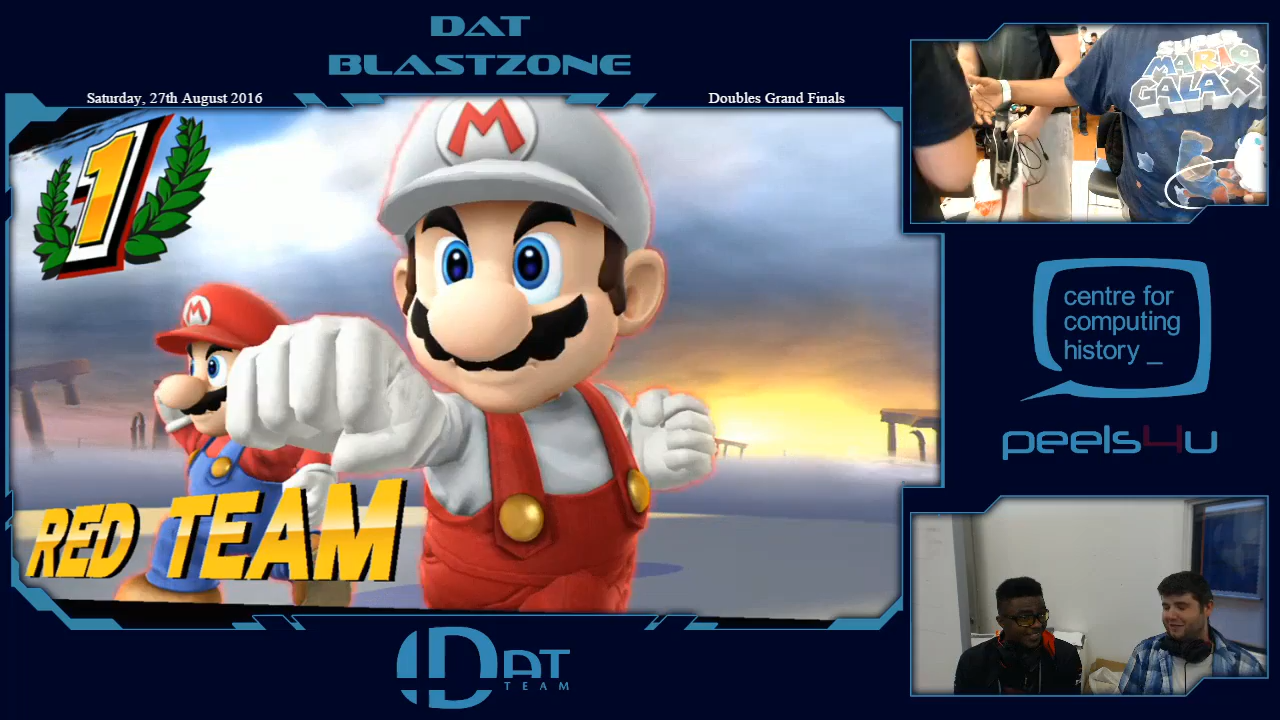 DAT
BLASTZONE
Saturday, 27th August 2016
Doubles Grand Finals
1
M
M
RED TEAM
SUPER
MARIO
GALAXY
centre for
computing
history _
peels4u
DAT
TEAM